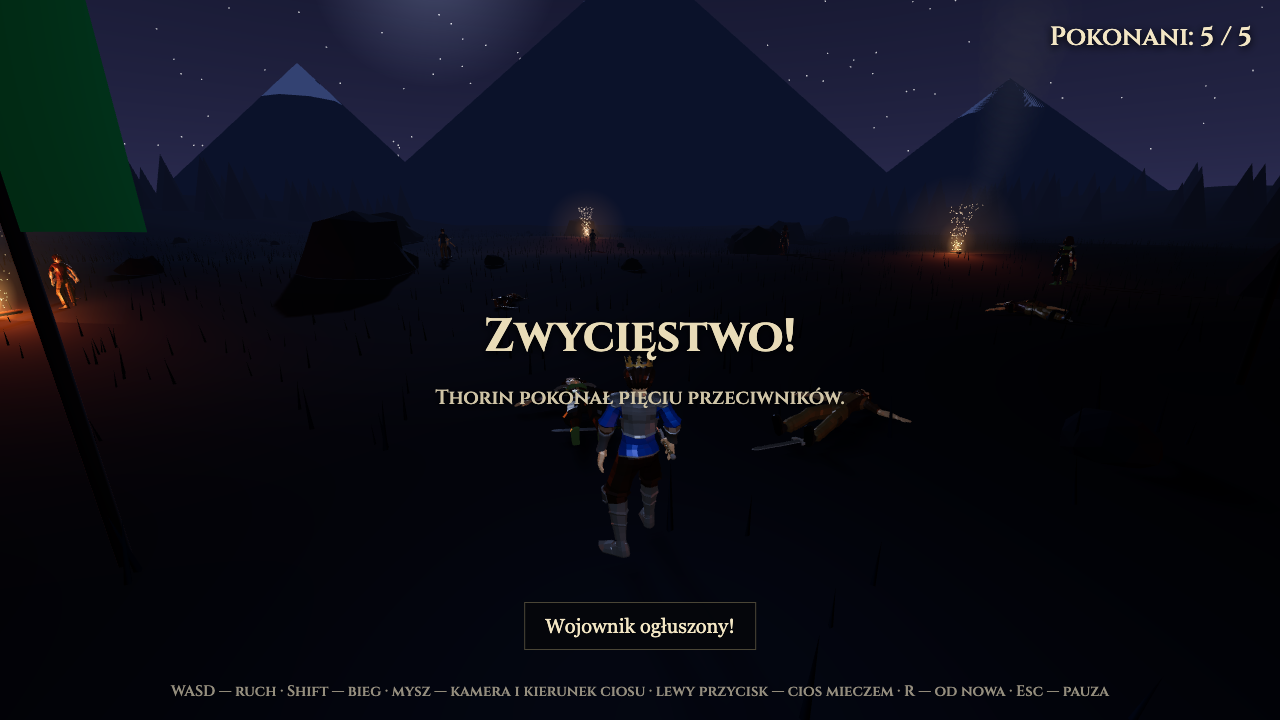 Pokonani: 5 / 5
Zwycięstwo!
Thorin pokonał pięciu przeciwników.
Wojownik ogłuszony!
WASD — ruch · Shift — bieg · mysz — kamera i kierunek ciosu · lewy przycisk — cios mieczem · R — od nowa · Esc — pauza